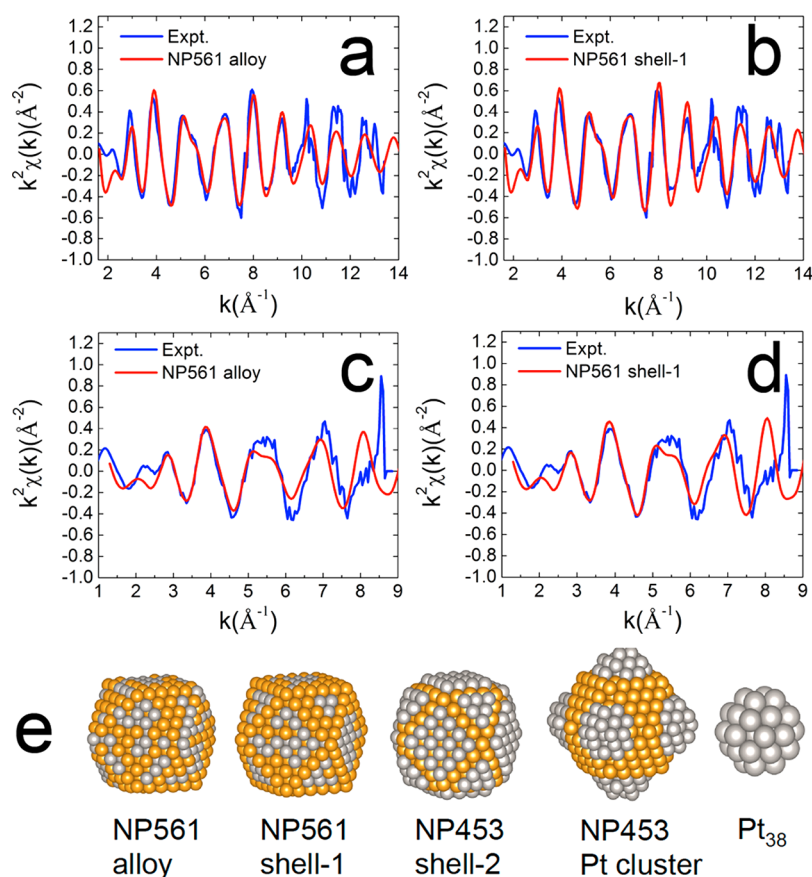 Expt.
NP561 alloy
a
1.2
1.0
0.8
0.6
0.4
0.2
0.0
-0.2
-0.4
-0.6
-0.8
-1.0
k²χ(k)(Å⁻²)
2 4 6 8 10 12 14
k(Å⁻¹)
Expt.
NP561 shell-1
b
1.2
1.0
0.8
0.6
0.4
0.2
0.0
-0.2
-0.4
-0.6
-0.8
-1.0
k²χ(k)(Å⁻²)
2 4 6 8 10 12 14
k(Å⁻¹)
Expt.
NP561 alloy
c
1.2
1.0
0.8
0.6
0.4
0.2
0.0
-0.2
-0.4
-0.6
-0.8
-1.0
k²χ(k)(Å⁻²)
1 2 3 4 5 6 7 8 9
k(Å⁻¹)
Expt.
NP561 shell-1
d
1.2
1.0
0.8
0.6
0.4
0.2
0.0
-0.2
-0.4
-0.6
-0.8
-1.0
k²χ(k)(Å⁻²)
1 2 3 4 5 6 7 8 9
k(Å⁻¹)
e
NP561
alloy
NP561
shell-1
NP453
shell-2
NP453
Pt cluster
Pt₃₈